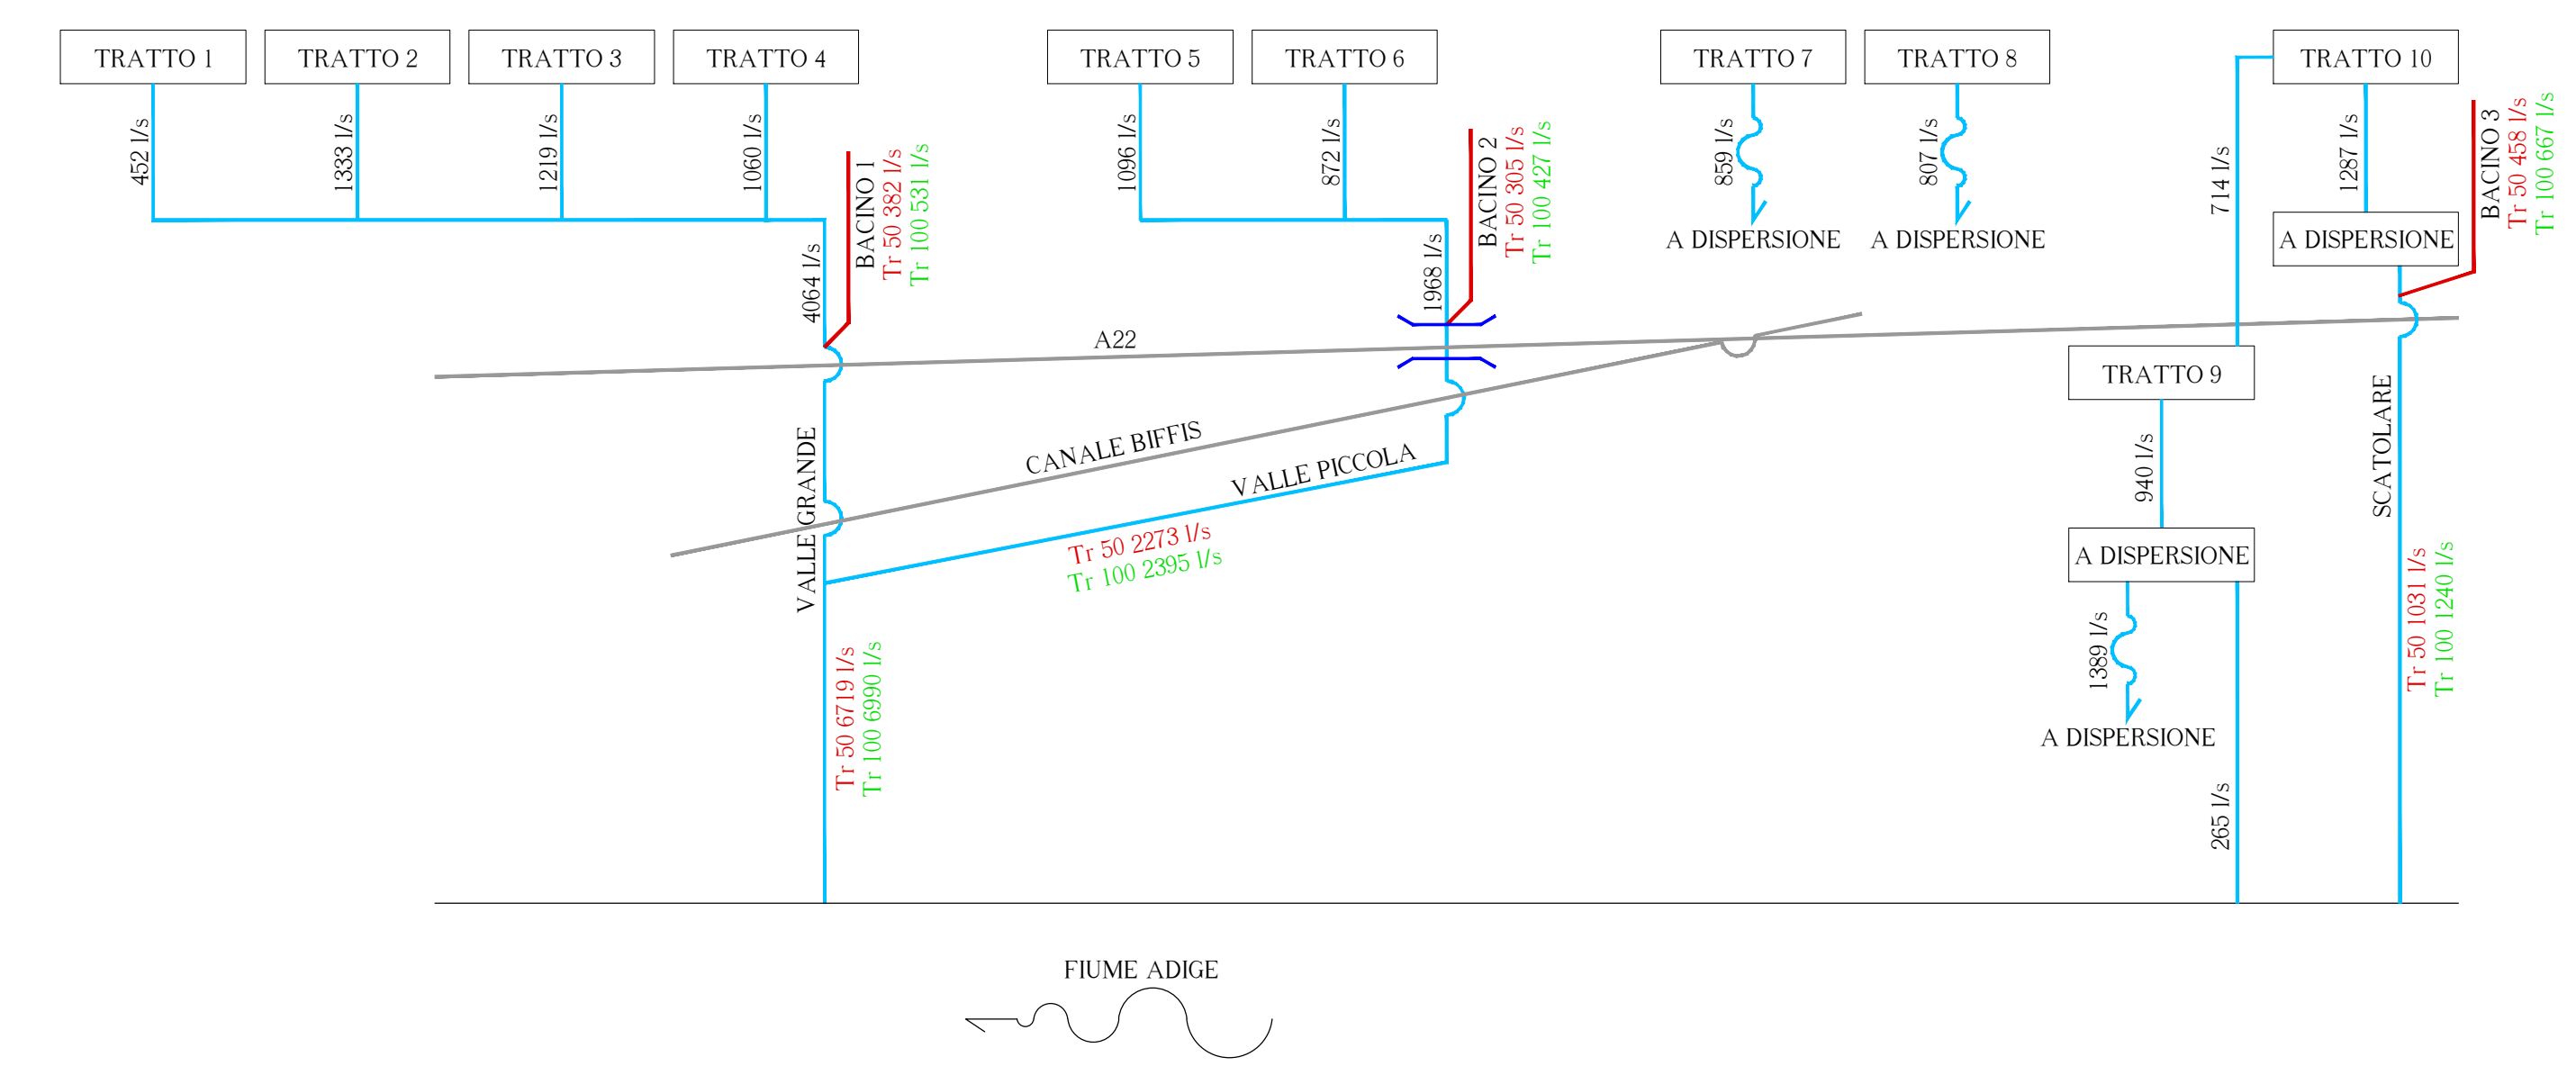 TRATTO 1
TRATTO 2
TRATTO 3
TRATTO 4
TRATTO 5
TRATTO 6
TRATTO 7
TRATTO 8
TRATTO 10
452 l/s
1333 l/s
1219 l/s
1060 l/s
1096 l/s
872 l/s
859 l/s
807 l/s
714 l/s
1287 l/s
BACINO 1
Tr 50 382 l/s
Tr 100 531 l/s
BACINO 2
Tr 50 305 l/s
Tr 100 427 l/s
BACINO 3
Tr 50 458 l/s
Tr 100 667 l/s
4064 l/s
1968 l/s
A DISPERSIONE
A DISPERSIONE
A DISPERSIONE
A22
TRATTO 9
CANALE BIFFIS
VALLE PICCOLA
VALLE GRANDE
SCATOLARE
940 l/s
Tr 50 2273 l/s
Tr 100 2395 l/s
A DISPERSIONE
Tr 50 1031 l/s
Tr 100 1240 l/s
1389 l/s
Tr 50 6719 l/s
Tr 100 6990 l/s
A DISPERSIONE
265 l/s
FIUME ADIGE